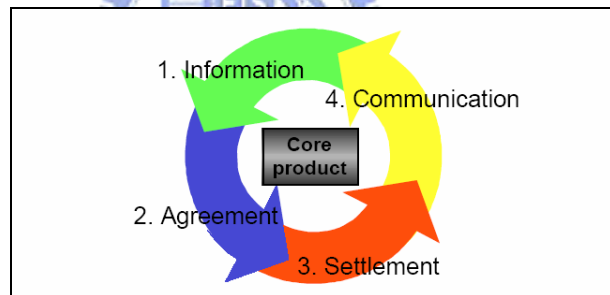 1. Information
4. Communication
Core
product
2. Agreement
3. Settlement